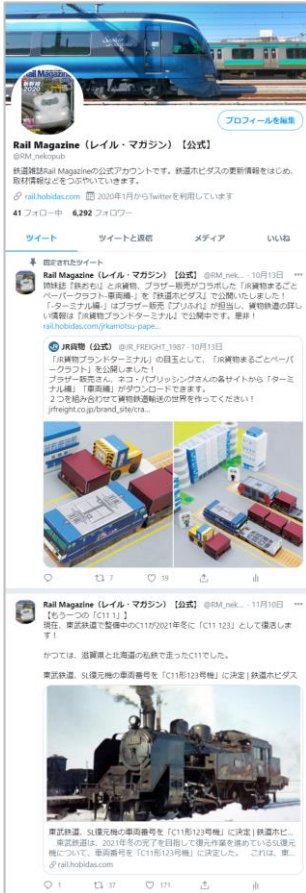 Rail Magazine
新幹線
2020
プロフィールを編集
Rail Magazine（レイル・マガジン）【公式】
@RM_nekopub
鉄道雑誌Rail Magazineの公式アカウントです。鉄道ホビダスの更新情報をはじめ、
取材情報などをつぶやいていきます。
rail.hobidas.com 2020年1月からTwitterを利用しています
41 フォロー中 6,292 フォロワー
ツイート ツイートと返信 メディア いいね
固定されたツイート
Rail Magazine（レイル・マガジン）【公式】 @RM_nek... · 10月13日
姉妹誌『鉄おも!』とJR貨物、ブラザー販売がコラボした「JR貨物まるごと
ペーパークラフト-車両編-」を『鉄道ホビダス』で公開いたしました！
「-ターミナル編-」はブラザー販売『プリふれ』が担当し、貨物鉄道の詳し
い情報は『JR貨物ブランドターミナル』で公開中です。是非！
rail.hobidas.com/jrkamotsu-pape...
JR貨物（公式） @JR_FREIGHT_1987 · 10月13日
「JR貨物ブランドターミナル」の目玉として、「JR貨物まるごとペーパ
ークラフト」を公開しました！
ブラザー販売さん、ネコ・パブリッシングさんの各サイトから「ターミ
ナル編」「車両編」がダウンロードできます。
２つを組み合わせて貨物鉄道輸送の世界を作ってください！
jrfreight.co.jp/brand_site/cra...
7 19
Rail Magazine（レイル・マガジン）【公式】 @RM_nek... · 11月10日
【もう一つの「C11 1」】
現在、東武鉄道で整備中のC11が2021年冬に「C11 123」として復活しま
す！
かつては、滋賀県と北海道の私鉄で走ったC11でした。
東武鉄道、SL復元機の車両番号を「C11形123号機」に決定 | 鉄道ホビダス
東武鉄道、SL復元機の車両番号を「C11形123号機」に決定 | 鉄道ホビ...
東武鉄道は、2021年冬の完了を目指して復元作業を進めているSL復元
機について、車両番号を「C11形123号機」に決定した。 これは、東...
rail.hobidas.com
1 37 171